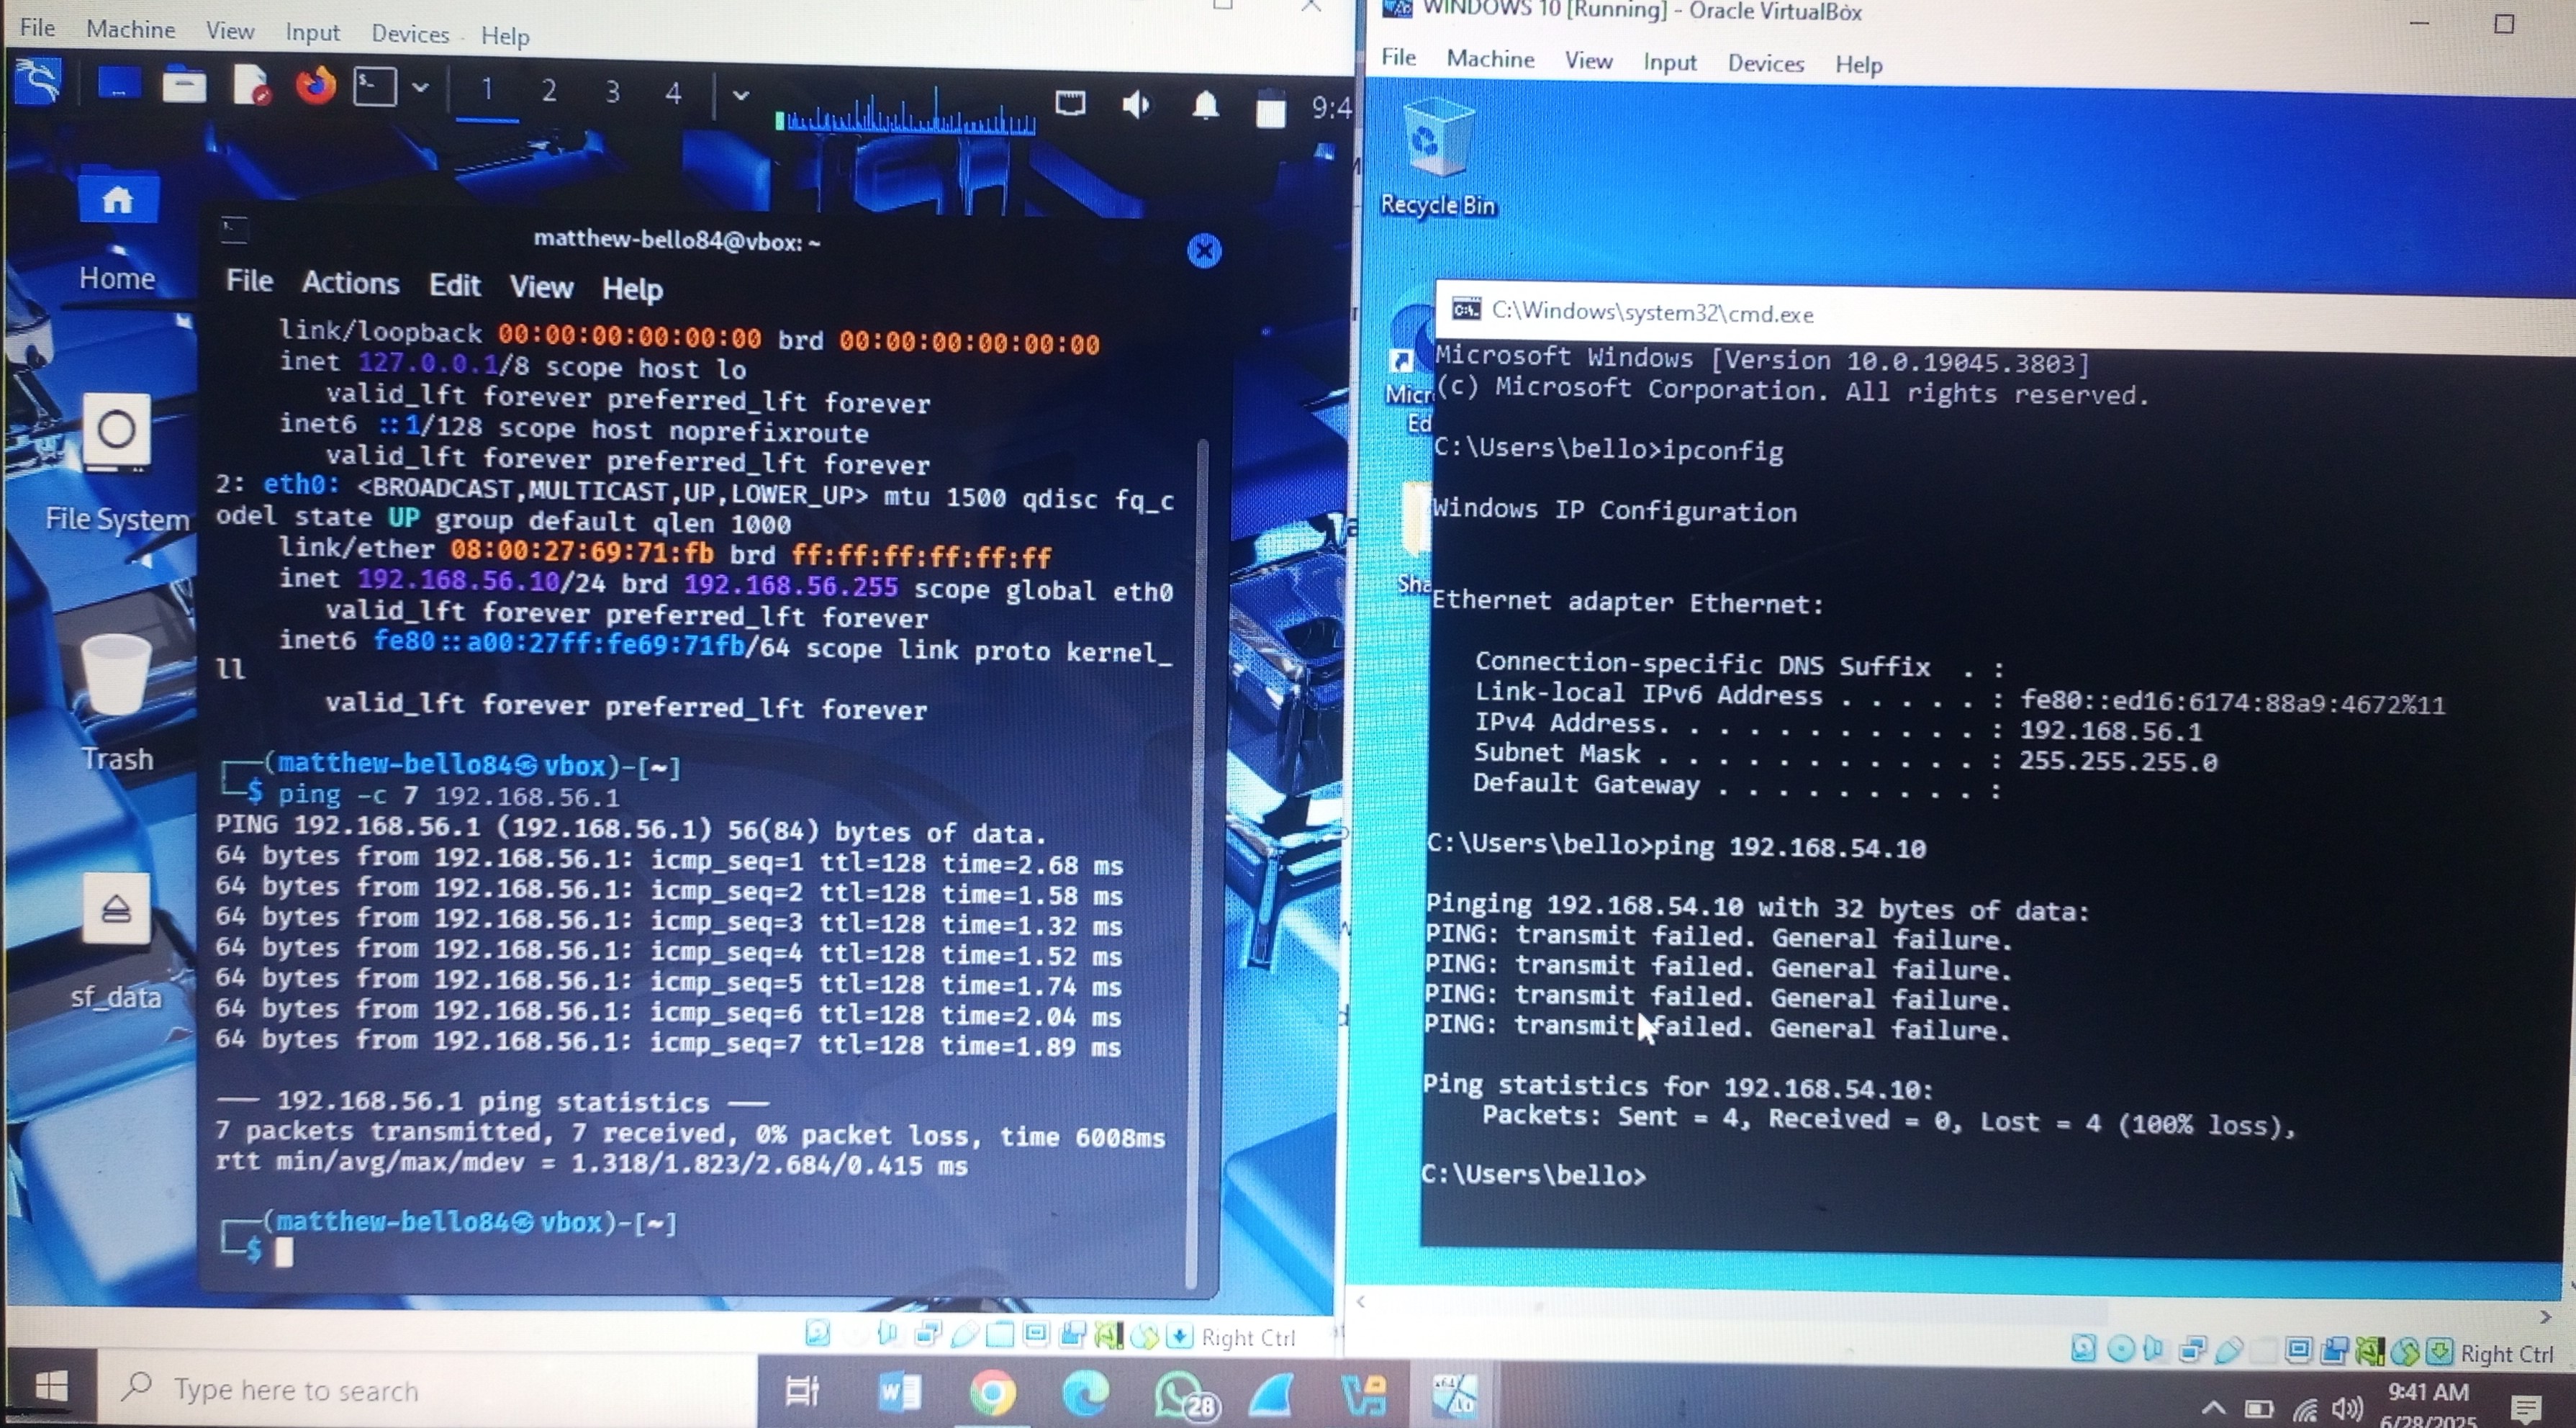 File Machine View Input Devices Help
1 2 3 4 9:4
Home
File System
Trash
sf_data
matthew-bello84@vbox: ~
File Actions Edit View Help
link/loopback 00:00:00:00:00:00 brd 00:00:00:00:00:00
inet 127.0.0.1/8 scope host lo
valid_lft forever preferred_lft forever
inet6 ::1/128 scope host noprefixroute
valid_lft forever preferred_lft forever
2: eth0: <BROADCAST,MULTICAST,UP,LOWER_UP> mtu 1500 qdisc fq_c
odel state UP group default qlen 1000
link/ether 08:00:27:69:71:fb brd ff:ff:ff:ff:ff:ff
inet 192.168.56.10/24 brd 192.168.56.255 scope global eth0
valid_lft forever preferred_lft forever
inet6 fe80::a00:27ff:fe69:71fb/64 scope link proto kernel_
ll
valid_lft forever preferred_lft forever
(matthew-bello84㉿vbox)-[~]
$ ping -c 7 192.168.56.1
PING 192.168.56.1 (192.168.56.1) 56(84) bytes of data.
64 bytes from 192.168.56.1: icmp_seq=1 ttl=128 time=2.68 ms
64 bytes from 192.168.56.1: icmp_seq=2 ttl=128 time=1.58 ms
64 bytes from 192.168.56.1: icmp_seq=3 ttl=128 time=1.32 ms
64 bytes from 192.168.56.1: icmp_seq=4 ttl=128 time=1.52 ms
64 bytes from 192.168.56.1: icmp_seq=5 ttl=128 time=1.74 ms
64 bytes from 192.168.56.1: icmp_seq=6 ttl=128 time=2.04 ms
64 bytes from 192.168.56.1: icmp_seq=7 ttl=128 time=1.89 ms
— 192.168.56.1 ping statistics —
7 packets transmitted, 7 received, 0% packet loss, time 6008ms
rtt min/avg/max/mdev = 1.318/1.823/2.684/0.415 ms
(matthew-bello84㉿vbox)-[~]
$
Right Ctrl
WINDOWS 10 [Running] - Oracle VirtualBox
File Machine View Input Devices Help
Recycle Bin
Micr
Ed
Sha
C:\Windows\system32\cmd.exe
Microsoft Windows [Version 10.0.19045.3803]
(c) Microsoft Corporation. All rights reserved.
C:\Users\bello>ipconfig
Windows IP Configuration
Ethernet adapter Ethernet:
Connection-specific DNS Suffix . :
Link-local IPv6 Address . . . . . : fe80::ed16:6174:88a9:4672%11
IPv4 Address. . . . . . . . . . . : 192.168.56.1
Subnet Mask . . . . . . . . . . . : 255.255.255.0
Default Gateway . . . . . . . . . :
C:\Users\bello>ping 192.168.54.10
Pinging 192.168.54.10 with 32 bytes of data:
PING: transmit failed. General failure.
PING: transmit failed. General failure.
PING: transmit failed. General failure.
PING: transmit failed. General failure.
Ping statistics for 192.168.54.10:
Packets: Sent = 4, Received = 0, Lost = 4 (100% loss),
C:\Users\bello>
Right Ctrl
Type here to search
28
9:41 AM
6/28/2025